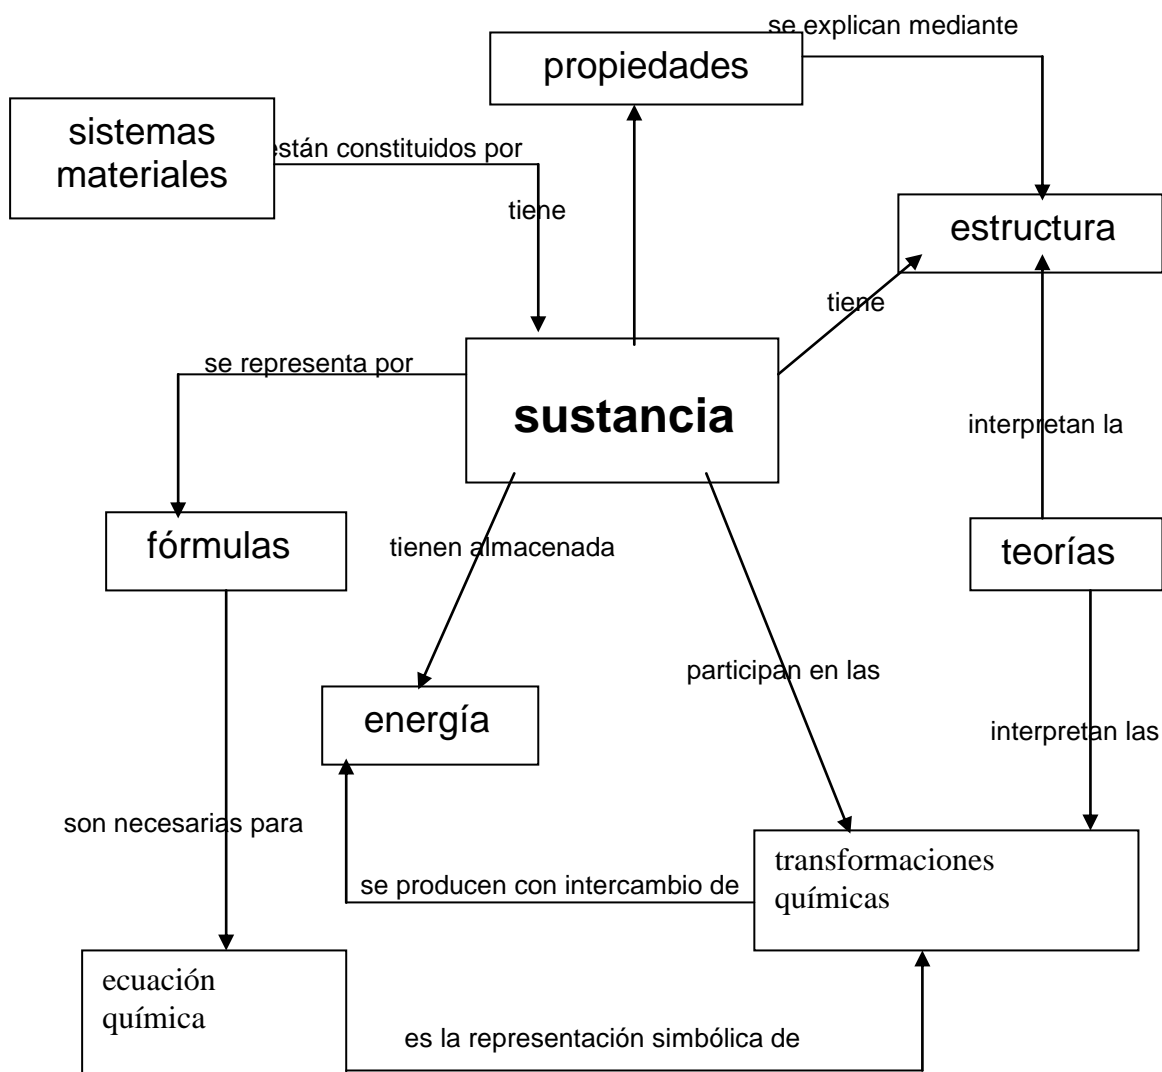 se explican mediante
propiedades
sistemas
materiales
están constituidos por
tiene
estructura
tiene
se representa por
sustancia
interpretan la
fórmulas
tienen almacenada
teorías
participan en las
energía
interpretan las
son necesarias para
transformaciones
químicas
se producen con intercambio de
ecuación
química
es la representación simbólica de